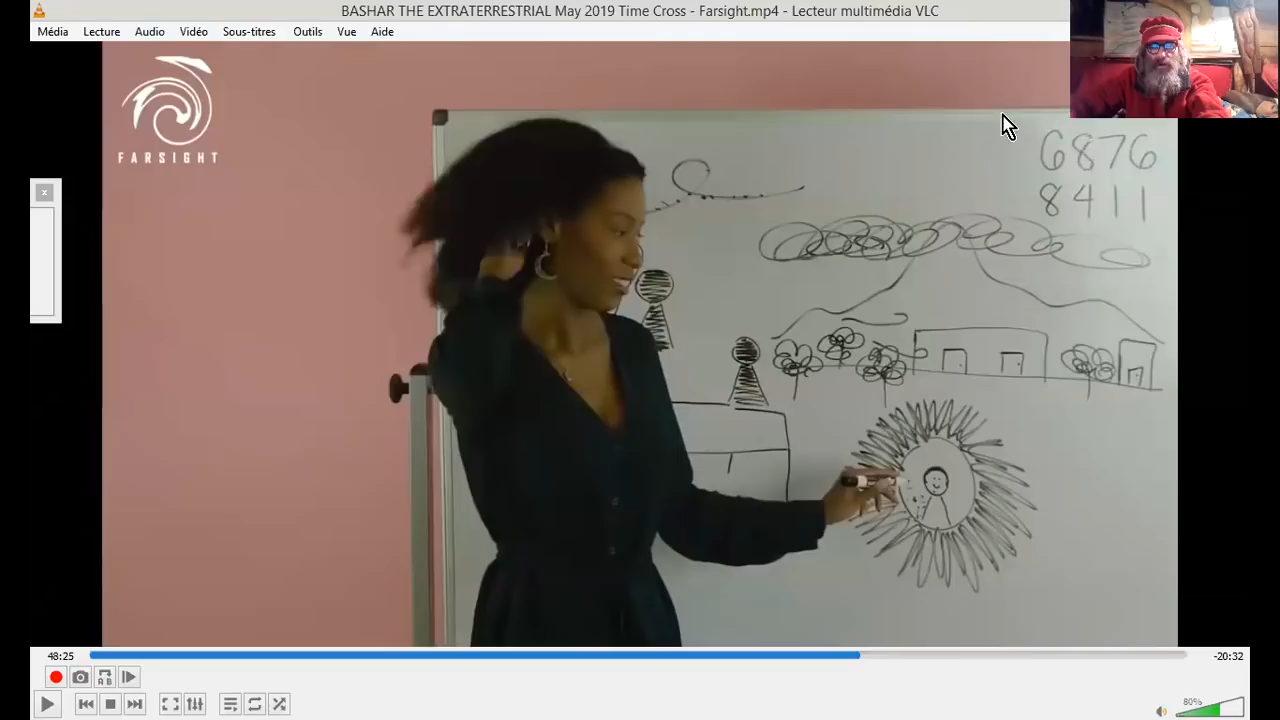 BASHAR THE EXTRATERRESTRIAL May 2019 Time Cross - Farsight.mp4 - Lecteur multimédia VLC
Média Lecture Audio Vidéo Sous-titres Outils Vue Aide
FARSIGHT
6876
8411
x
48:25
-20:32
A B
80%